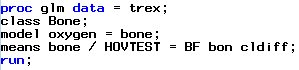 proc glm data = trex;
class Bone;
model oxygen = bone;
means bone / HOVTEST = BF bon cldiff;
run;